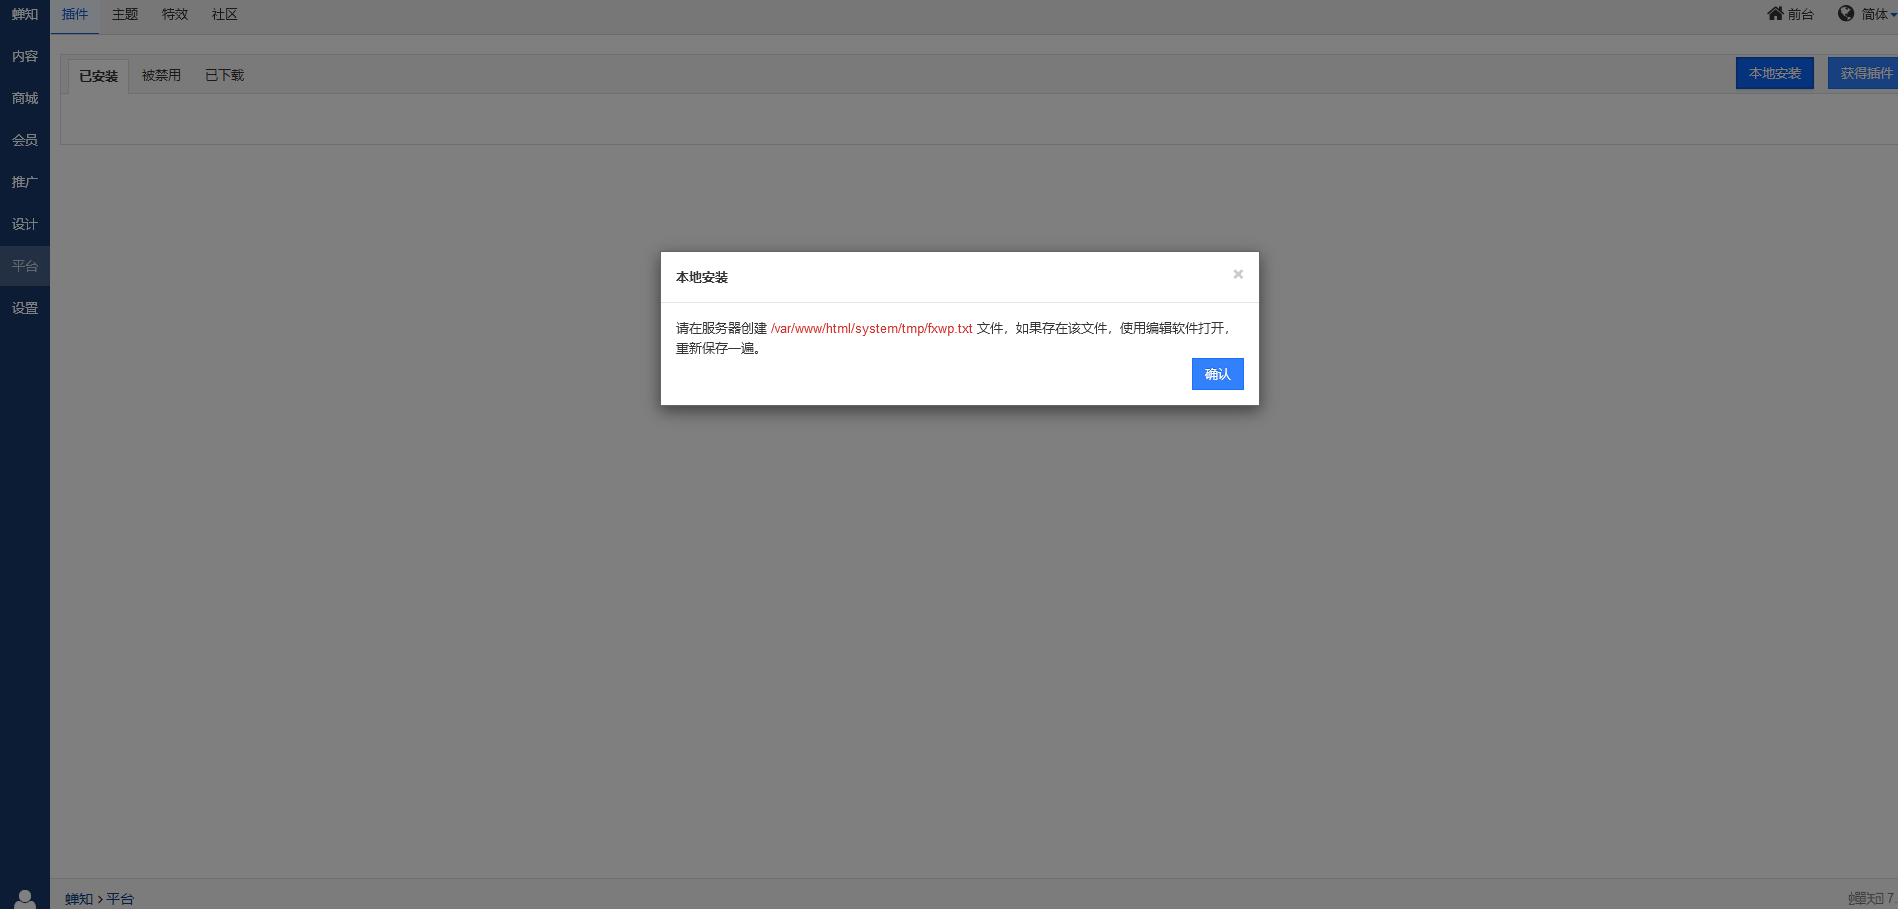 蝉知 插件 主题 特效 社区 前台 简体
内容
商城
会员
推广
设计
平台
设置
已安装 被禁用 已下载 本地安装 获得插件
本地安装 ×
请在服务器创建 /var/www/html/system/tmp/fxwp.txt 文件，如果存在该文件，使用编辑软件打开，
重新保存一遍。
确认
蝉知 > 平台 蝉知 7.